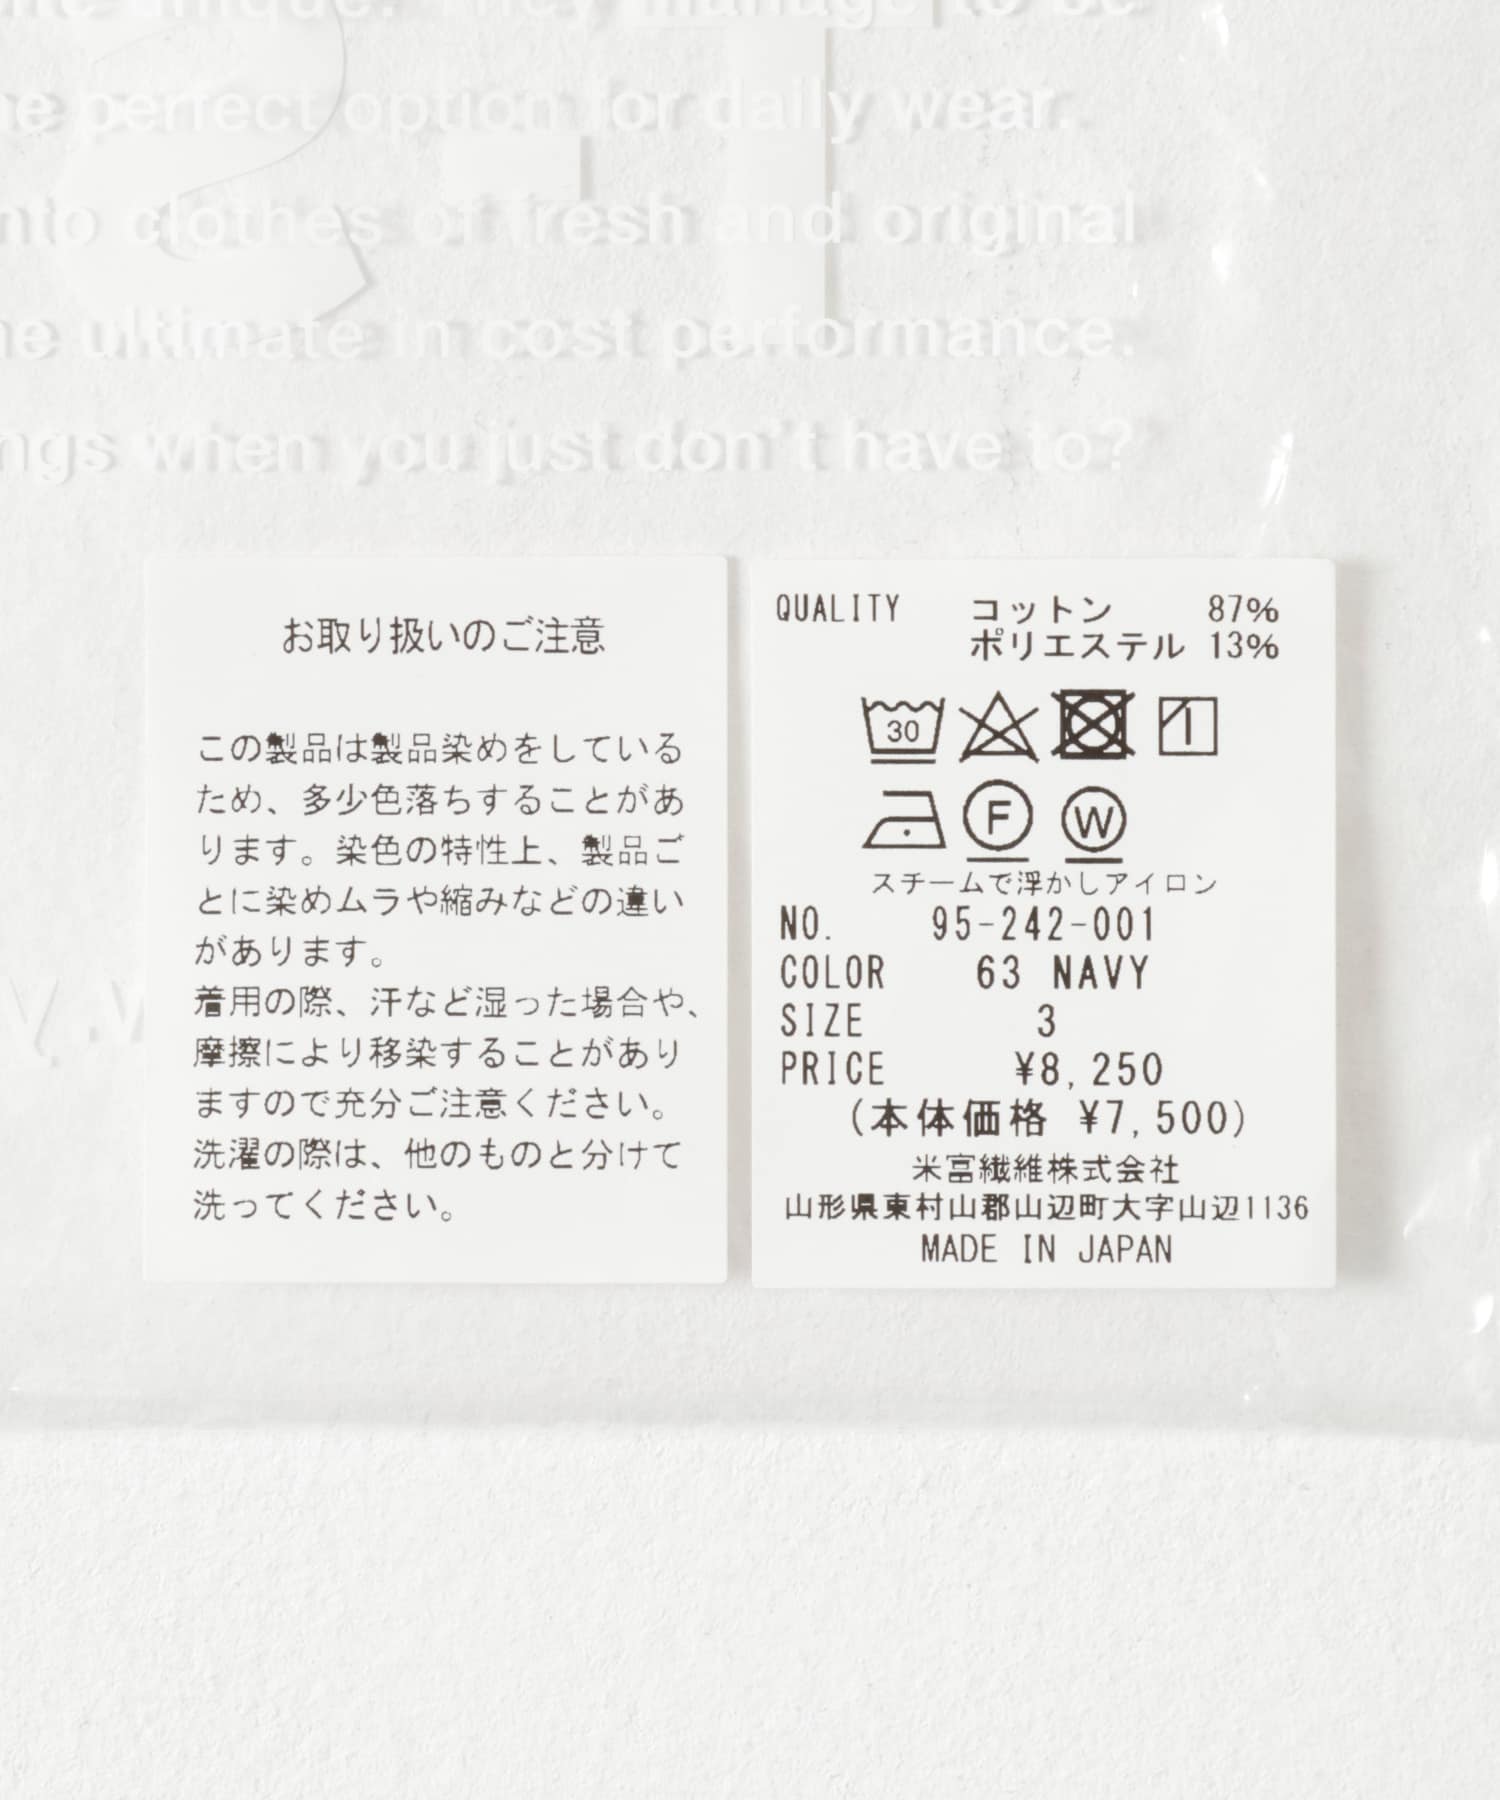 unique. They manage to be
perfect option for daily wear.
clothes of fresh and original
ultimate in cost performance.
when you just don't have to?
お取り扱いのご注意
この製品は製品染めをしている
ため、多少色落ちすることがあ
ります。染色の特性上、製品ご
とに染めムラや縮みなどの違い
があります。
着用の際、汗など湿った場合や、
摩擦により移染することがあり
ますので充分ご注意ください。
洗濯の際は、他のものと分けて
洗ってください。
QUALITY コットン 87%
ポリエステル 13%
30
F W
スチームで浮かしアイロン
NO. 95-242-001
COLOR 63 NAVY
SIZE 3
PRICE ¥8,250
(本体価格 ¥7,500)
米富繊維株式会社
山形県東村山郡山辺町大字山辺1136
MADE IN JAPAN